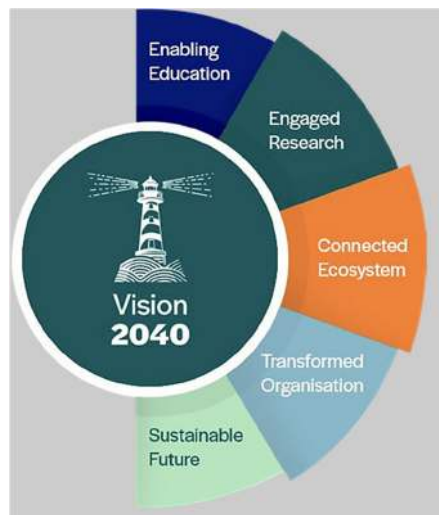 Enabling
Education
Engaged
Research
Connected
Ecosystem
Transformed
Organisation
Sustainable
Future
Vision
2040